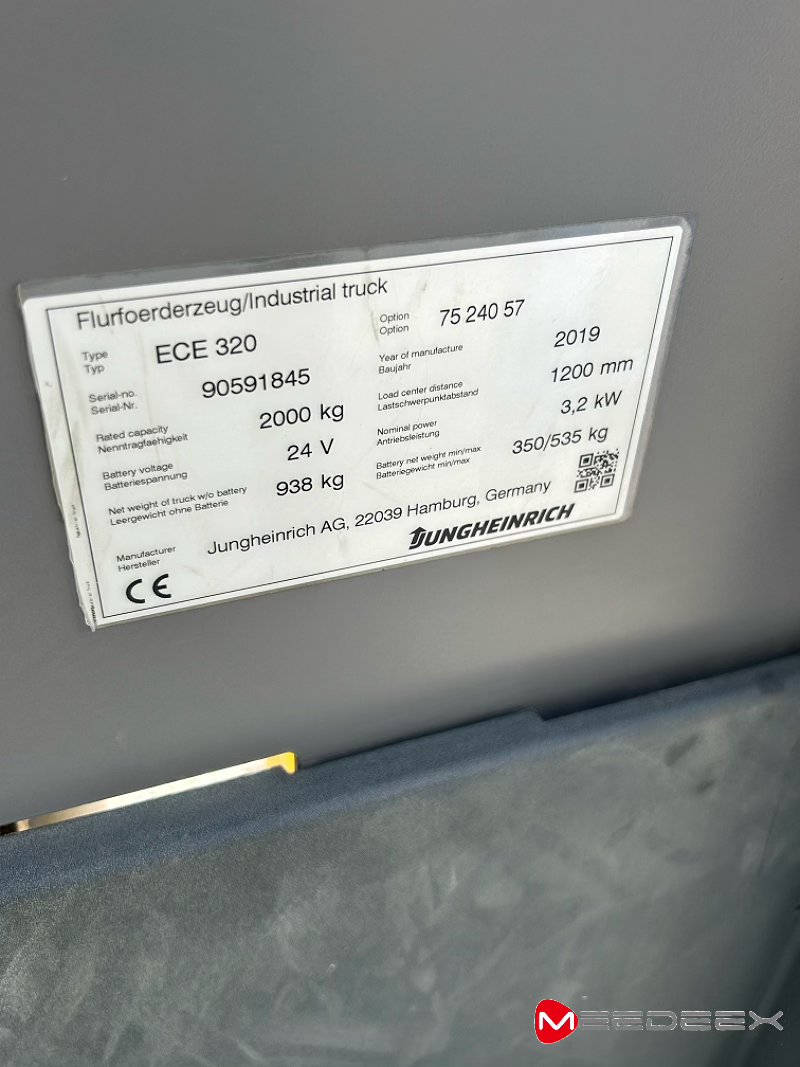 Flurfoerderzeug/Industrial truck
Type
Typ
ECE 320
Option
Option
75 240 57
Serial-no.
Serial-Nr.
90591845
Year of manufacture
Baujahr
2019
Rated capacity
Nenntragfaehigkeit
2000 kg
Load center distance
Lastschwerpunktabstand
1200 mm
Battery voltage
Batteriespannung
24 V
Nominal power
Antriebsleistung
3,2 kW
Net weight of truck w/o battery
Leergewicht ohne Batterie
938 kg
Battery net weight min/max
Batteriegewicht min/max
350/535 kg
Manufacturer
Hersteller
Jungheinrich AG, 22039 Hamburg, Germany
JUNGHEINRICH
CE
MEEDEEX